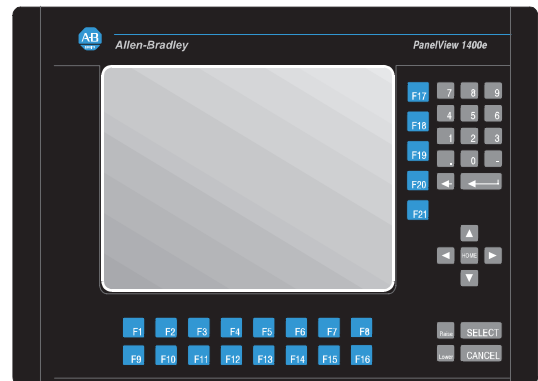 A-B
Allen-Bradley
PanelView 1400e
F17 7 8 9
F18 4 5 6
F19 1 2 3
. 0 -
F20
F21
HOME
F1 F2 F3 F4 F5 F6 F7 F8
Raise SELECT
F9 F10 F11 F12 F13 F14 F15 F16
Lower CANCEL